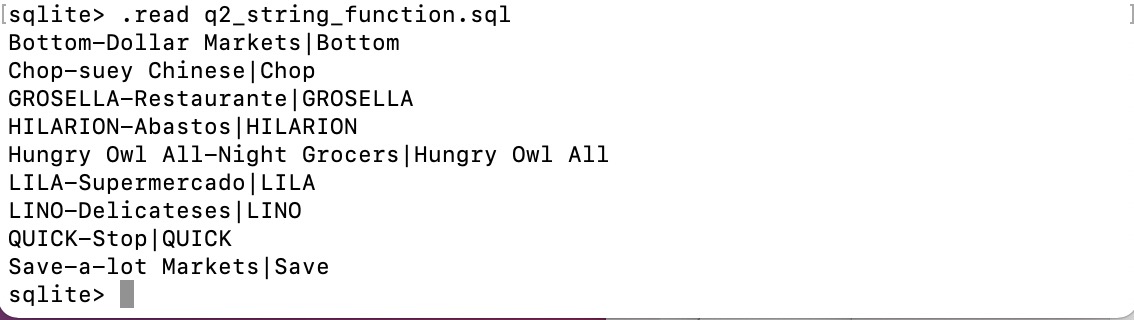 sqlite> .read q2_string_function.sql
Bottom-Dollar Markets|Bottom
Chop-suey Chinese|Chop
GROSELLA-Restaurante|GROSELLA
HILARION-Abastos|HILARION
Hungry Owl All-Night Grocers|Hungry Owl All
LILA-Supermercado|LILA
LINO-Delicateses|LINO
QUICK-Stop|QUICK
Save-a-lot Markets|Save
sqlite>